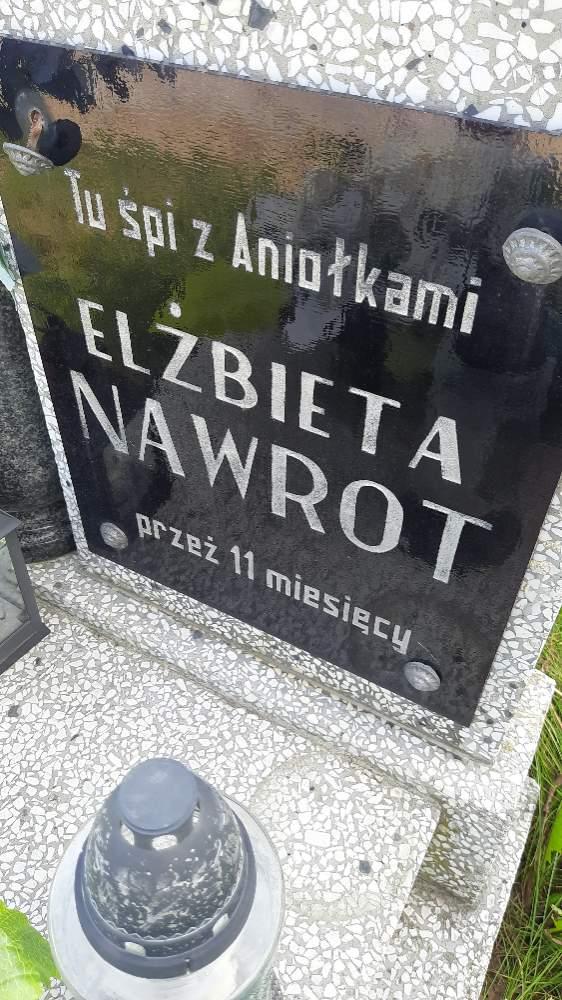 Tu śpi z Aniołkami
ELŻBIETA
NAWROT
przeż 11 miesięcy